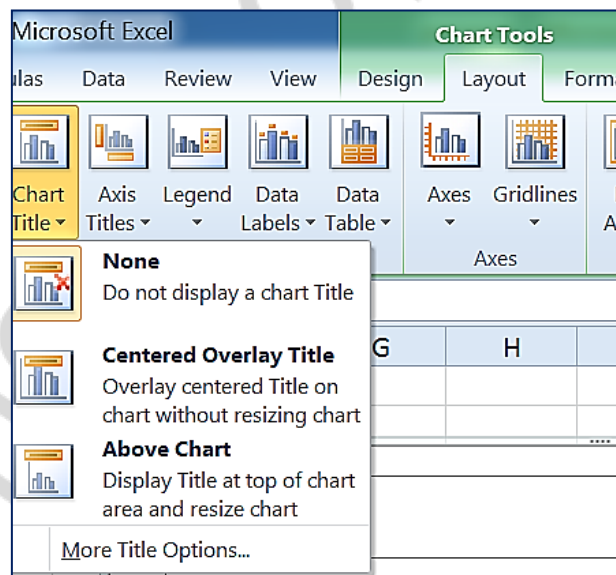 Microsoft Excel Chart Tools
ulas Data Review View Design Layout Forma
Chart Axis Legend Data Data Axes Gridlines
Title Titles Labels Table A
Axes
None
Do not display a chart Title
Centered Overlay Title
Overlay centered Title on
chart without resizing chart
G H
Above Chart
Display Title at top of chart
area and resize chart
More Title Options...